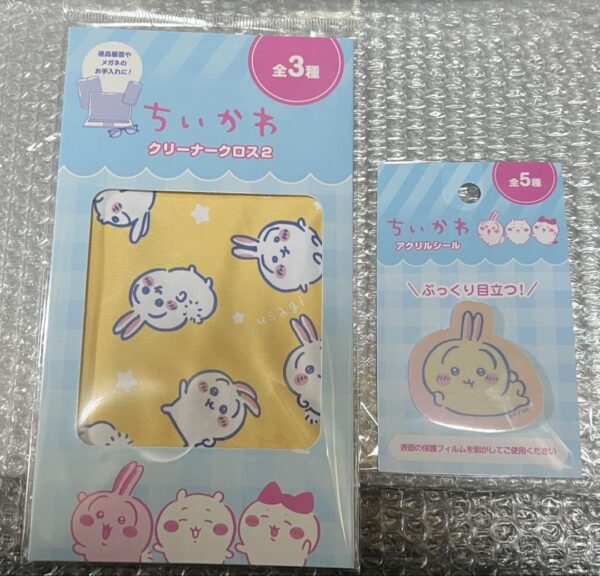 液晶画面や
メガネの
お手入れに!
全3種
ちいかわ
クリーナークロス2
usagi
全5種
ちいかわ
アクリルシール
\ぷっくり目立つ!/
表面の保護フィルムを剥がしてご使用ください